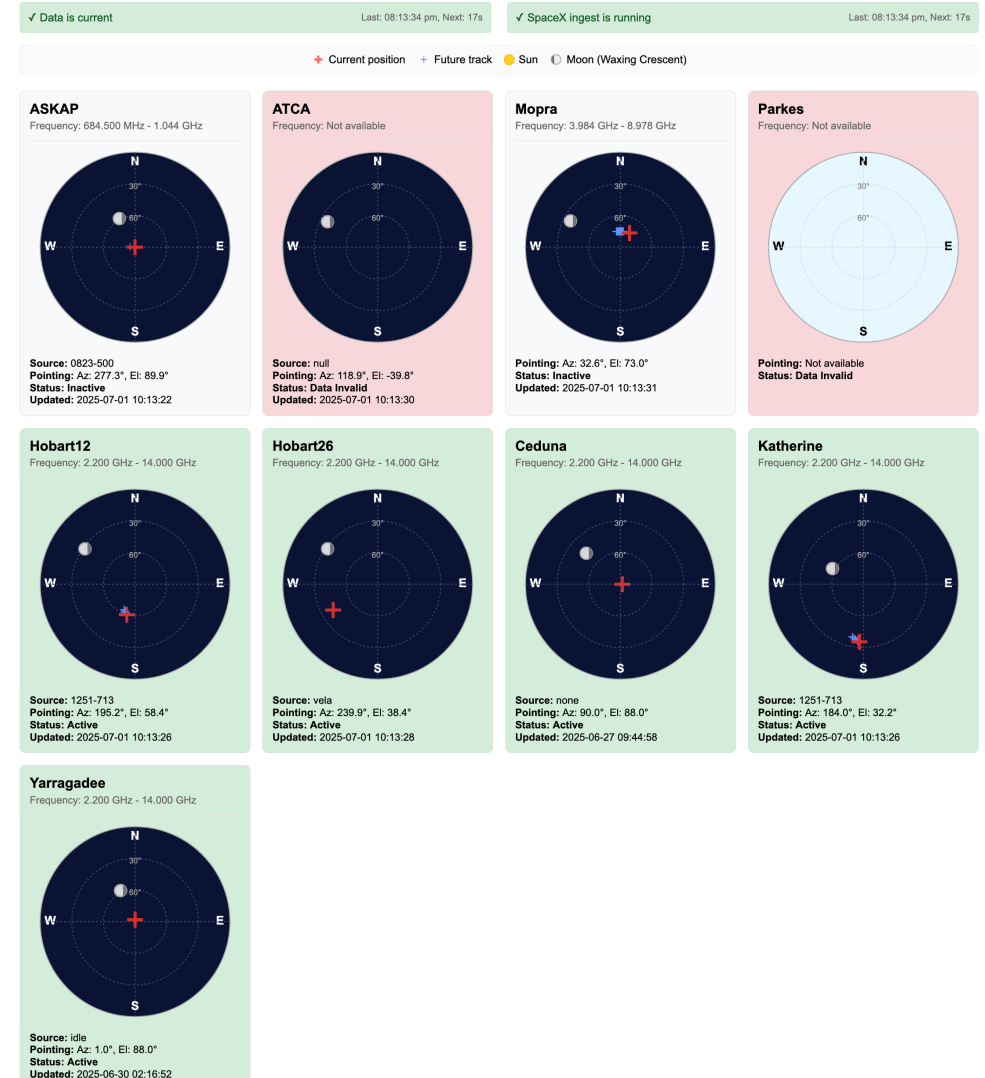 ✓ Data is current
Last: 08:13:34 pm, Next: 17s
✓ SpaceX ingest is running
Last: 08:13:34 pm, Next: 17s
Current position
Future track
Sun
Moon (Waxing Crescent)
ASKAP
Frequency: 684.500 MHz - 1.044 GHz
N
30°
60°
W
E
S
Source: 0823-500
Pointing: Az: 277.3°, El: 89.9°
Status: Inactive
Updated: 2025-07-01 10:13:22
ATCA
Frequency: Not available
N
30°
60°
W
E
S
Source: null
Pointing: Az: 118.9°, El: -39.8°
Status: Data Invalid
Updated: 2025-07-01 10:13:30
Mopra
Frequency: 3.984 GHz - 8.978 GHz
N
30°
60°
W
E
S
Pointing: Az: 32.6°, El: 73.0°
Status: Inactive
Updated: 2025-07-01 10:13:31
Parkes
Frequency: Not available
N
30°
60°
W
E
S
Pointing: Not available
Status: Data Invalid
Hobart12
Frequency: 2.200 GHz - 14.000 GHz
N
30°
60°
W
E
S
Source: 1251-713
Pointing: Az: 195.2°, El: 58.4°
Status: Active
Updated: 2025-07-01 10:13:26
Hobart26
Frequency: 2.200 GHz - 14.000 GHz
N
30°
60°
W
E
S
Source: vela
Pointing: Az: 239.9°, El: 38.4°
Status: Active
Updated: 2025-07-01 10:13:28
Ceduna
Frequency: 2.200 GHz - 14.000 GHz
N
30°
60°
W
E
S
Source: none
Pointing: Az: 90.0°, El: 88.0°
Status: Active
Updated: 2025-06-27 09:44:58
Katherine
Frequency: 2.200 GHz - 14.000 GHz
N
30°
60°
W
E
S
Source: 1251-713
Pointing: Az: 184.0°, El: 32.2°
Status: Active
Updated: 2025-07-01 10:13:26
Yarragadee
Frequency: 2.200 GHz - 14.000 GHz
N
30°
60°
W
E
S
Source: idle
Pointing: Az: 1.0°, El: 88.0°
Status: Active
Updated: 2025-06-30 02:16:52